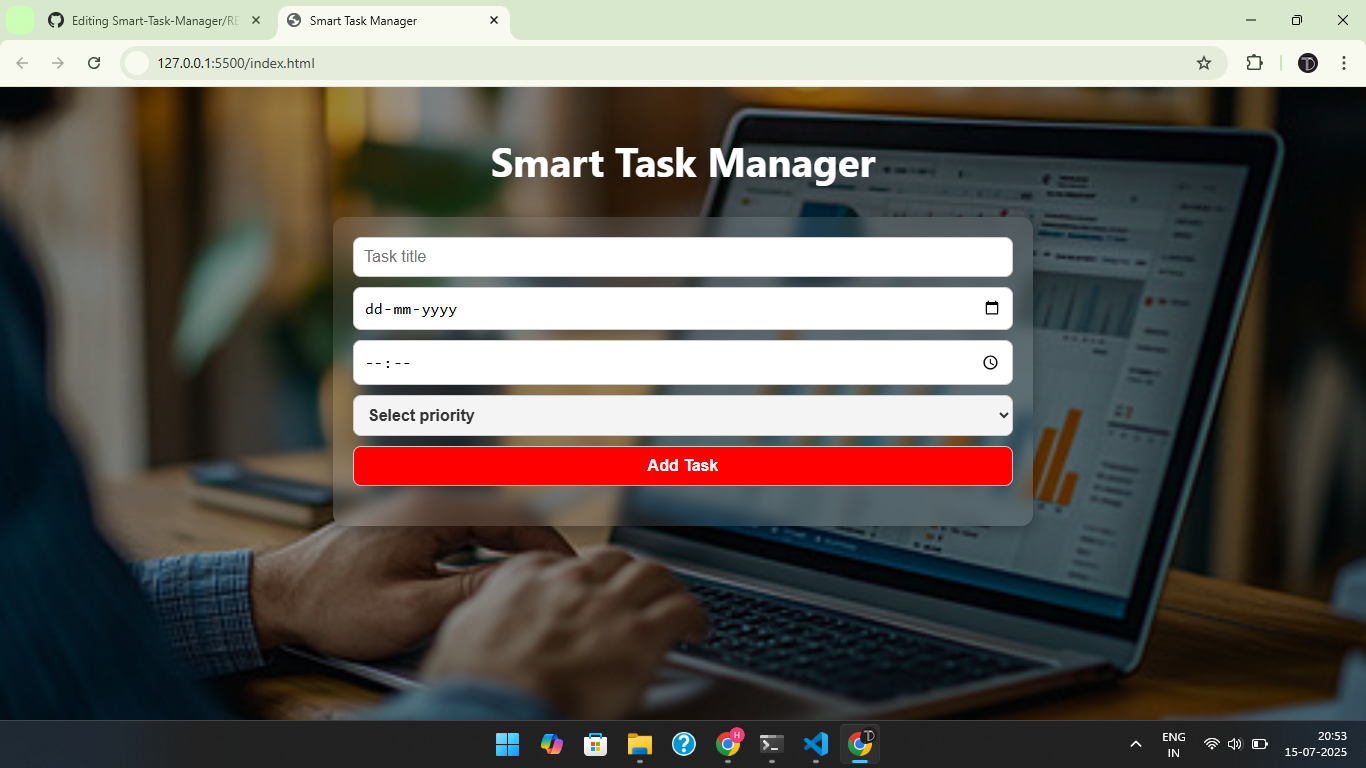 Editing Smart-Task-Manager/RE
Smart Task Manager
127.0.0.1:5500/index.html
Smart Task Manager
Task title
dd-mm-yyyy
--:--
Select priority
Add Task
H
ENG
IN
20:53
15-07-2025